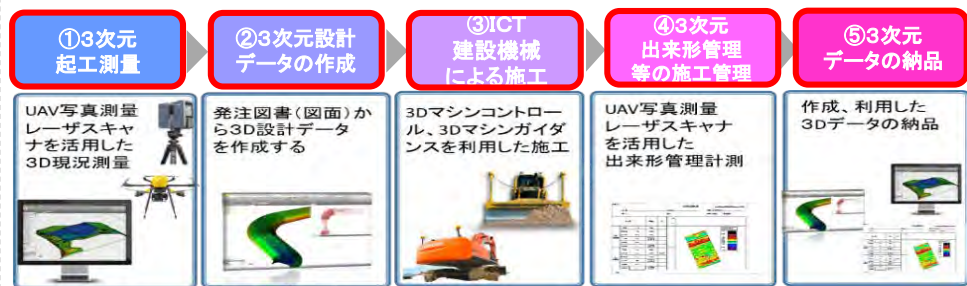 ①3次元
起工測量
②3次元設計
データの作成
③ICT
建設機械
による施工
④3次元
出来形管理
等の施工管理
⑤3次元
データの納品
UAV写真測量
レーザスキャ
ナを活用した
3D現況測量
発注図書(図面)か
ら3D設計データ
を作成する
3Dマシンコントロー
ル、3Dマシンガイダ
ンスを利用した施工
UAV写真測量
レーザスキャナ
を活用した
出来形管理計測
作成、利用した
3Dデータの納品